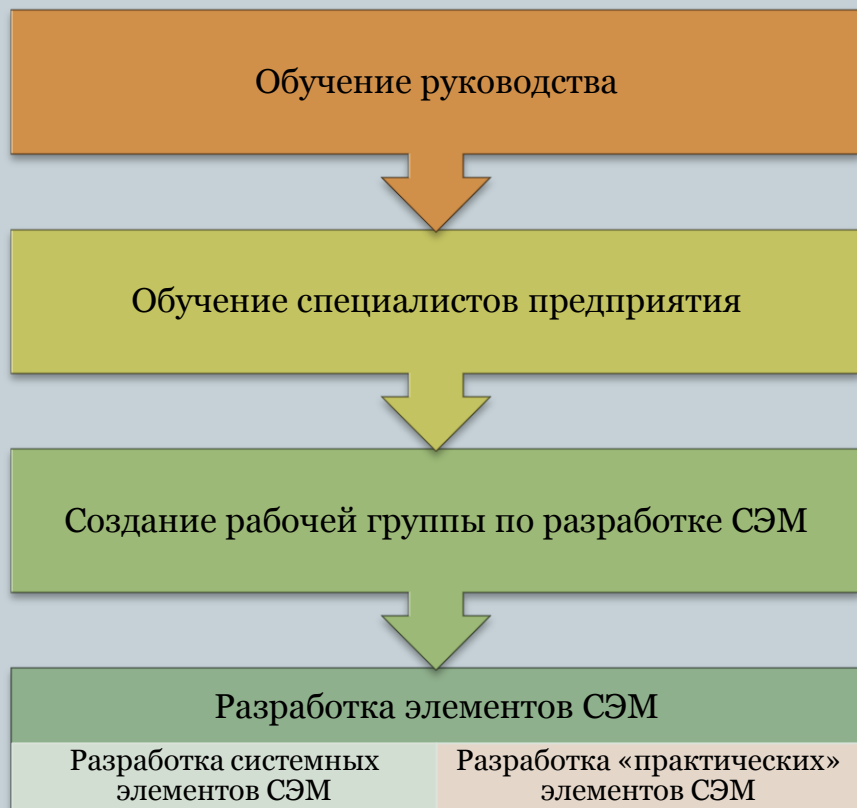 Обучение руководства
Обучение специалистов предприятия
Создание рабочей группы по разработке СЭМ
Разработка элементов СЭМ
Разработка системных
элементов СЭМ
Разработка «практических»
элементов СЭМ